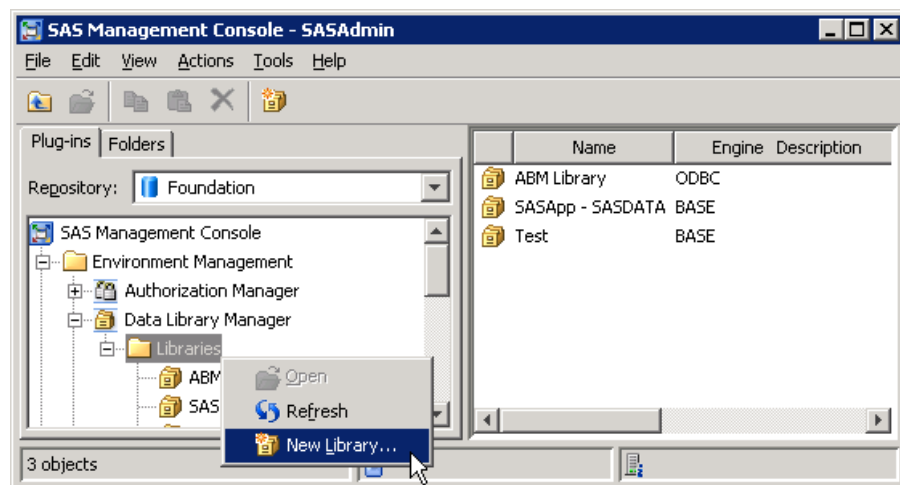 SAS Management Console - SASAdmin
File Edit View Actions Tools Help
Plug-ins Folders
Repository: Foundation
SAS Management Console
Environment Management
Authorization Manager
Data Library Manager
Libraries
ABM
SAS
Open
Refresh
New Library...
Name Engine Description
ABM Library ODBC
SASApp - SASDATA BASE
Test BASE
3 objects